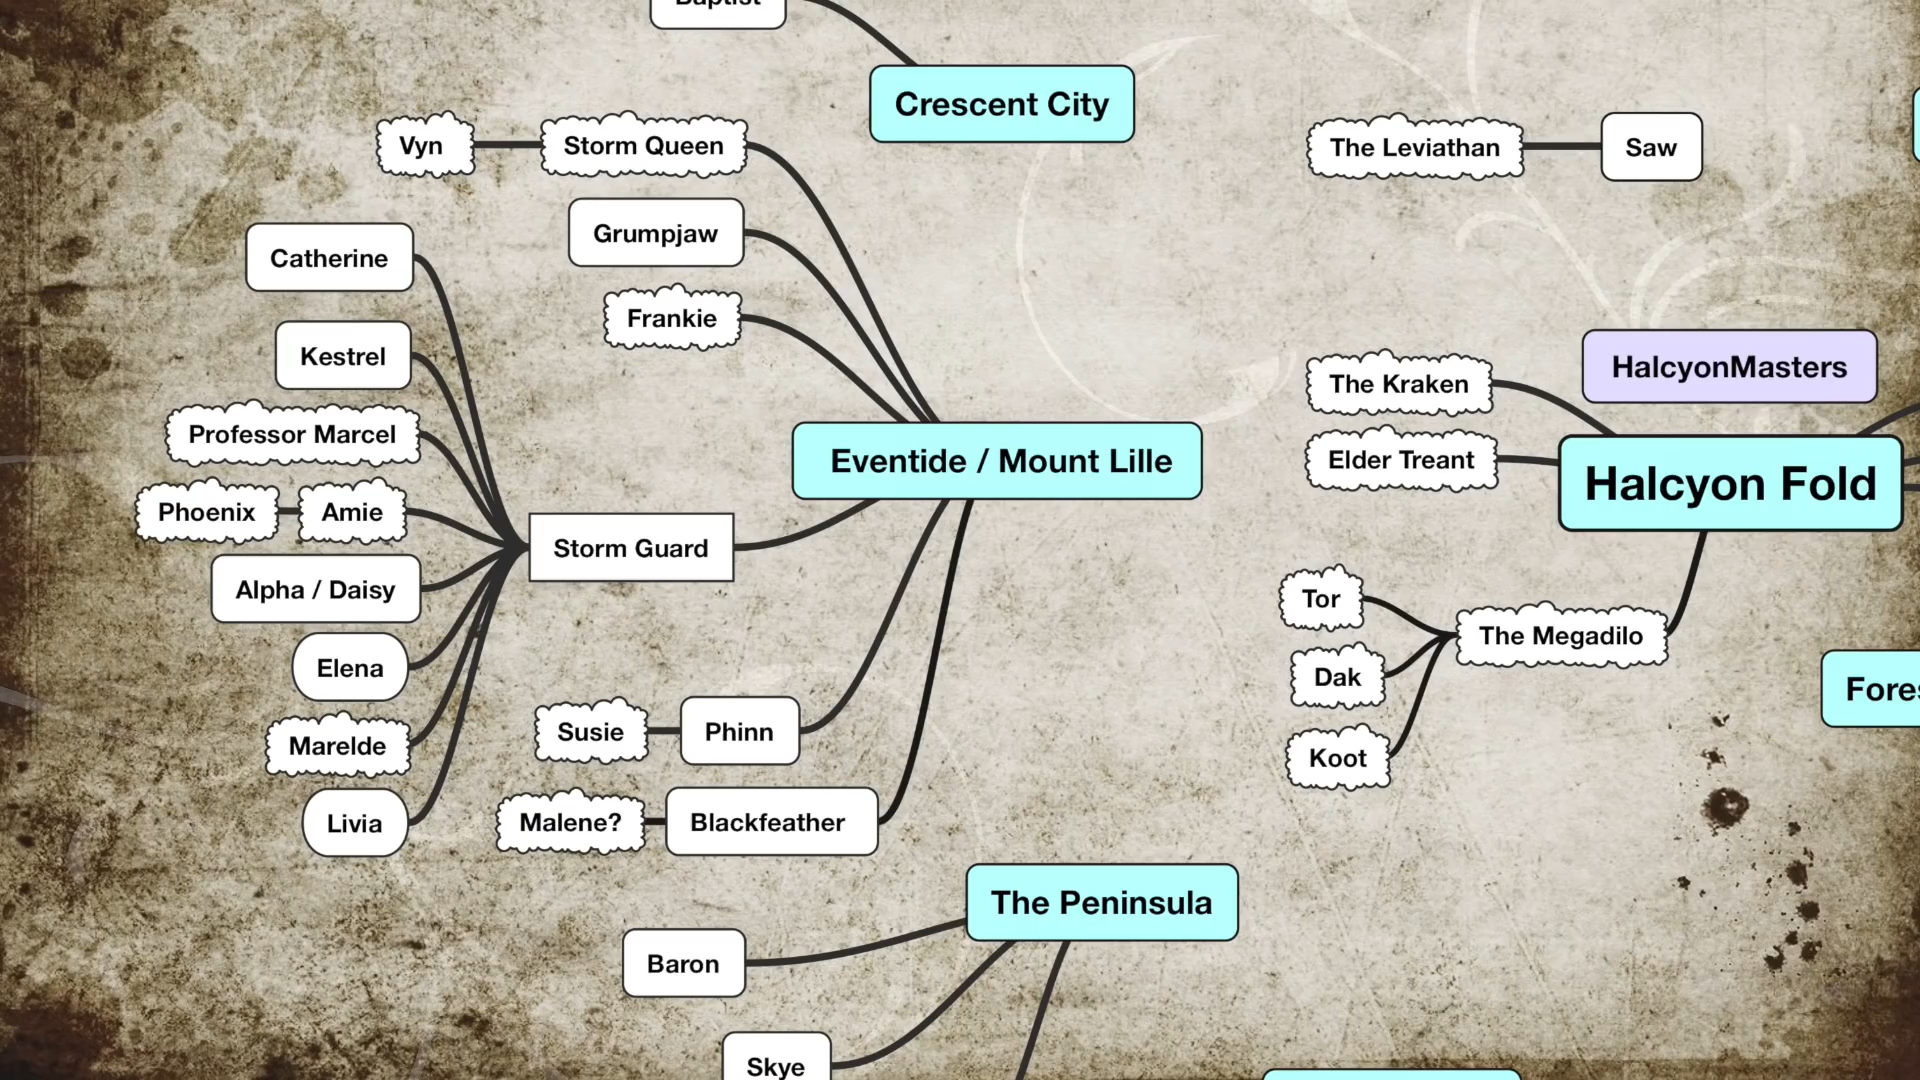 Baptist
Crescent City
Vyn
Storm Queen
The Leviathan
Saw
Grumpjaw
Catherine
Frankie
Kestrel
HalcyonMasters
The Kraken
Professor Marcel
Eventide / Mount Lille
Elder Treant
Halcyon Fold
Phoenix
Amie
Storm Guard
Alpha / Daisy
Tor
The Megadilo
Elena
Dak
Susie
Phinn
Marelde
Koot
Malene?
Blackfeather
Livia
The Peninsula
Baron
Skye